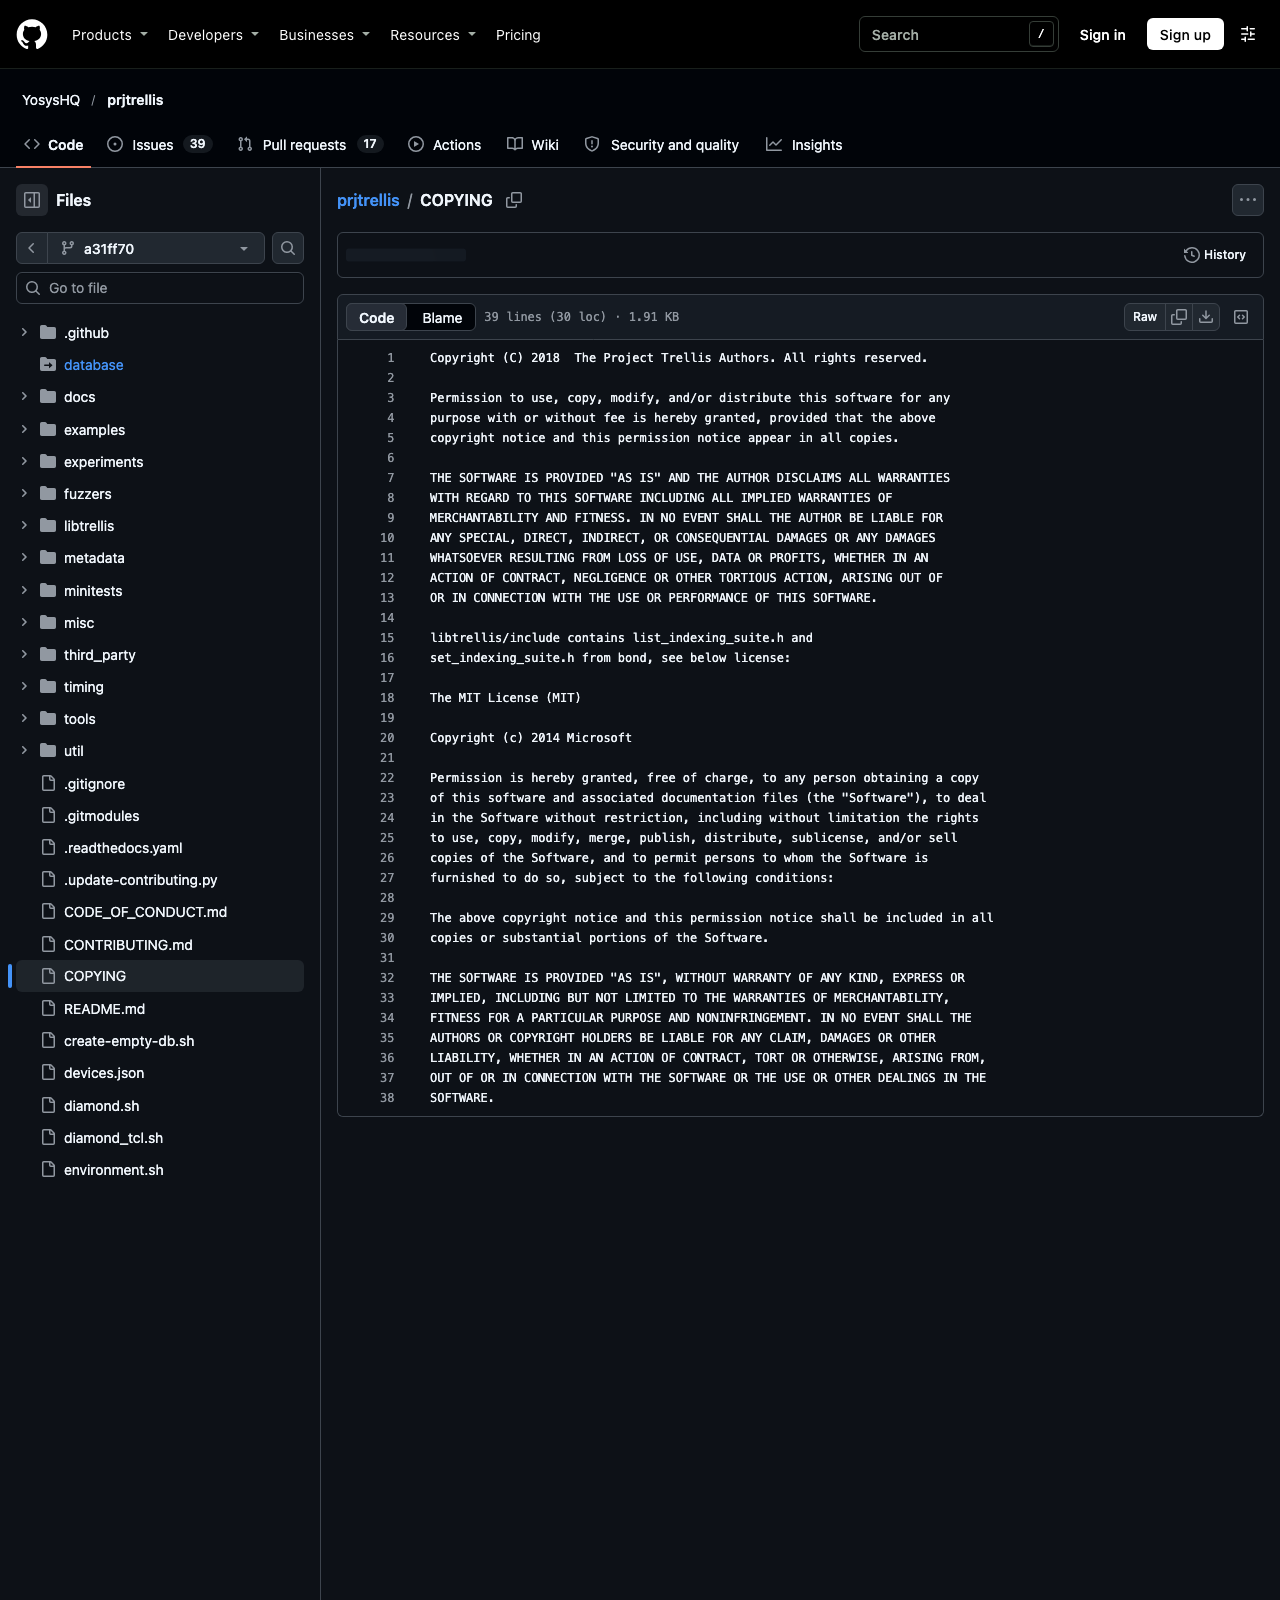 Products Developers Businesses Resources Pricing Search / Sign in Sign up
YosysHQ / prjtrellis
Code Issues 39 Pull requests 17 Actions Wiki Security and quality Insights
Files
a31ff70
Go to file
.github
database
docs
examples
experiments
fuzzers
libtrellis
metadata
minitests
misc
third_party
timing
tools
util
.gitignore
.gitmodules
.readthedocs.yaml
.update-contributing.py
CODE_OF_CONDUCT.md
CONTRIBUTING.md
COPYING
README.md
create-empty-db.sh
devices.json
diamond.sh
diamond_tcl.sh
environment.sh
prjtrellis / COPYING
History
Code Blame 39 lines (30 loc) · 1.91 KB Raw
1 Copyright (C) 2018  The Project Trellis Authors. All rights reserved.
2
3 Permission to use, copy, modify, and/or distribute this software for any
4 purpose with or without fee is hereby granted, provided that the above
5 copyright notice and this permission notice appear in all copies.
6
7 THE SOFTWARE IS PROVIDED "AS IS" AND THE AUTHOR DISCLAIMS ALL WARRANTIES
8 WITH REGARD TO THIS SOFTWARE INCLUDING ALL IMPLIED WARRANTIES OF
9 MERCHANTABILITY AND FITNESS. IN NO EVENT SHALL THE AUTHOR BE LIABLE FOR
10 ANY SPECIAL, DIRECT, INDIRECT, OR CONSEQUENTIAL DAMAGES OR ANY DAMAGES
11 WHATSOEVER RESULTING FROM LOSS OF USE, DATA OR PROFITS, WHETHER IN AN
12 ACTION OF CONTRACT, NEGLIGENCE OR OTHER TORTIOUS ACTION, ARISING OUT OF
13 OR IN CONNECTION WITH THE USE OR PERFORMANCE OF THIS SOFTWARE.
14
15 libtrellis/include contains list_indexing_suite.h and
16 set_indexing_suite.h from bond, see below license:
17
18 The MIT License (MIT)
19
20 Copyright (c) 2014 Microsoft
21
22 Permission is hereby granted, free of charge, to any person obtaining a copy
23 of this software and associated documentation files (the "Software"), to deal
24 in the Software without restriction, including without limitation the rights
25 to use, copy, modify, merge, publish, distribute, sublicense, and/or sell
26 copies of the Software, and to permit persons to whom the Software is
27 furnished to do so, subject to the following conditions:
28
29 The above copyright notice and this permission notice shall be included in all
30 copies or substantial portions of the Software.
31
32 THE SOFTWARE IS PROVIDED "AS IS", WITHOUT WARRANTY OF ANY KIND, EXPRESS OR
33 IMPLIED, INCLUDING BUT NOT LIMITED TO THE WARRANTIES OF MERCHANTABILITY,
34 FITNESS FOR A PARTICULAR PURPOSE AND NONINFRINGEMENT. IN NO EVENT SHALL THE
35 AUTHORS OR COPYRIGHT HOLDERS BE LIABLE FOR ANY CLAIM, DAMAGES OR OTHER
36 LIABILITY, WHETHER IN AN ACTION OF CONTRACT, TORT OR OTHERWISE, ARISING FROM,
37 OUT OF OR IN CONNECTION WITH THE SOFTWARE OR THE USE OR OTHER DEALINGS IN THE
38 SOFTWARE.